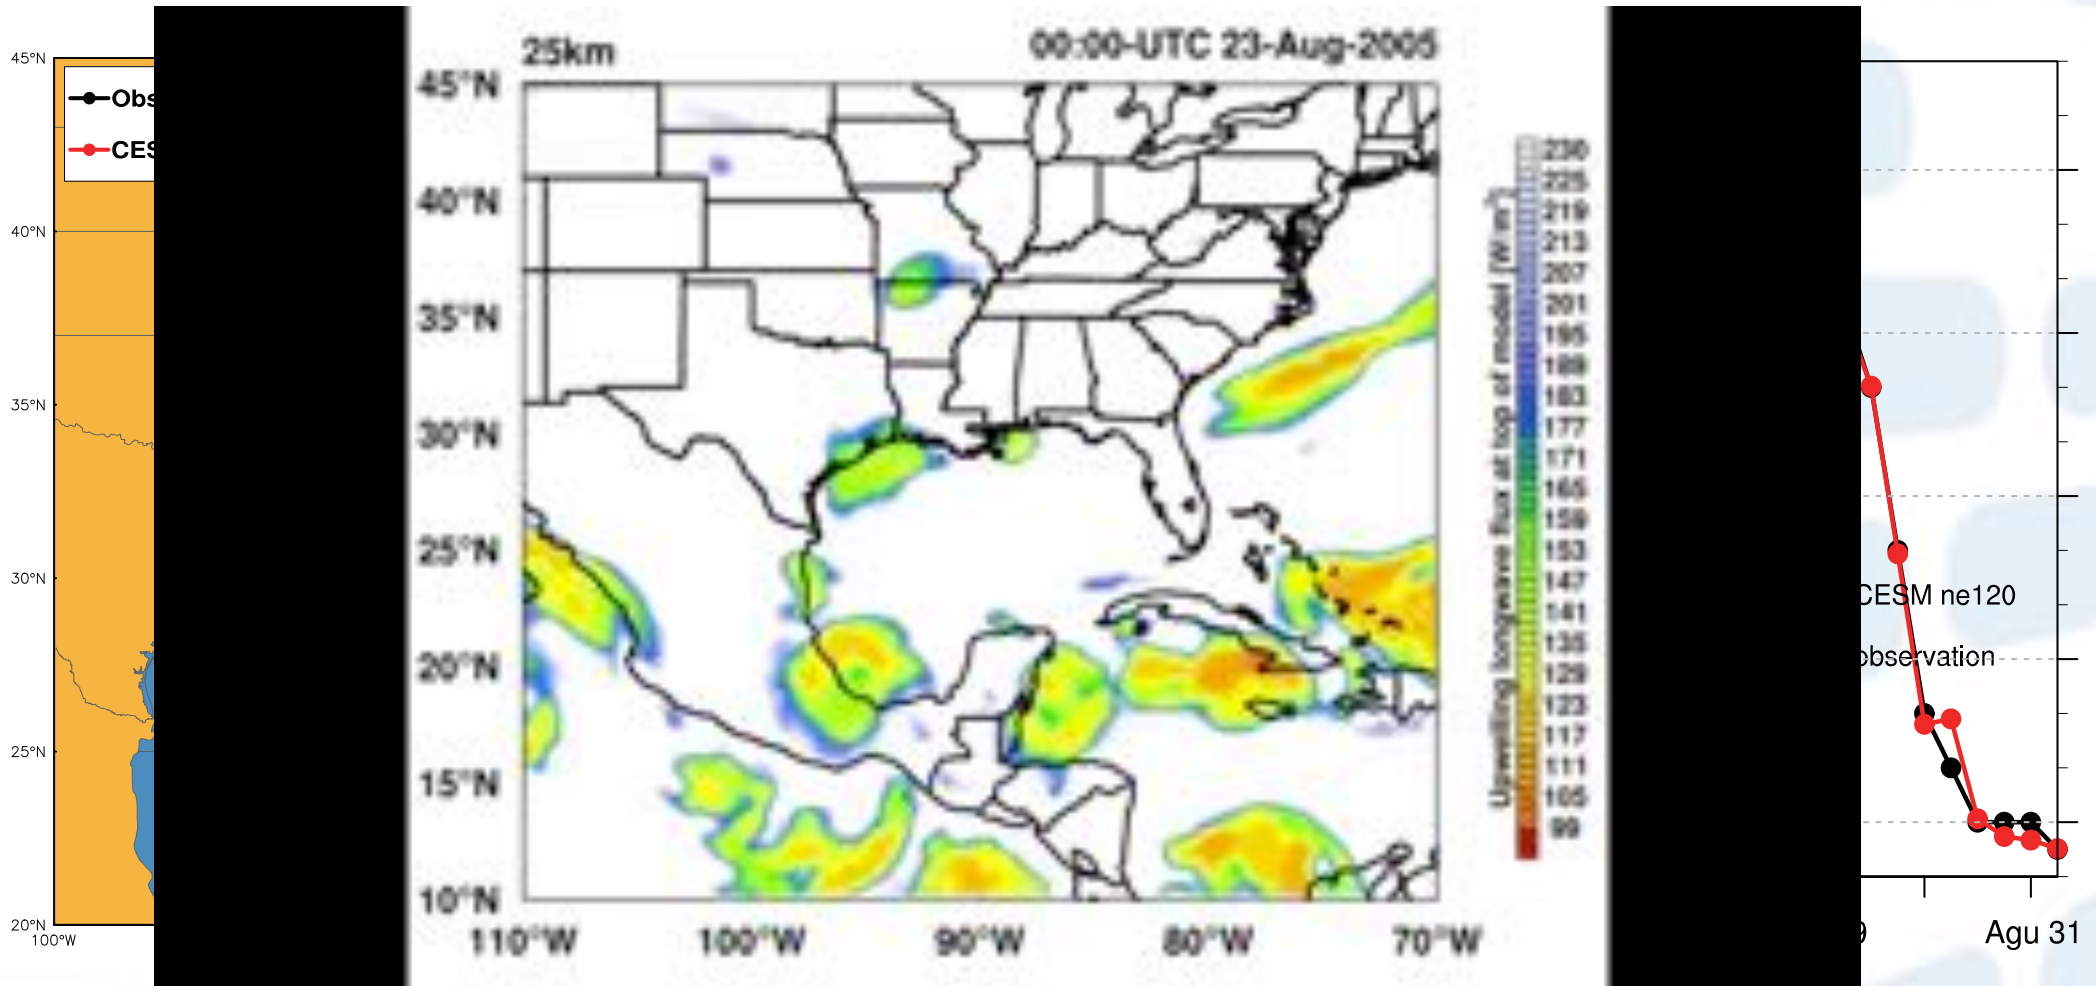 45°N
40°N
35°N
30°N
25°N
20°N
100°W
Obs
CES
25km
00:00-UTC 23-Aug-2005
45°N
40°N
35°N
30°N
25°N
20°N
15°N
10°N
110°W
100°W
90°W
80°W
70°W
Upwelling longwave flux at top of model [W/m²]
230
225
219
213
207
201
195
189
183
177
171
165
159
153
147
141
135
129
123
117
111
105
99
CESM ne120
observation
9
Agu 31